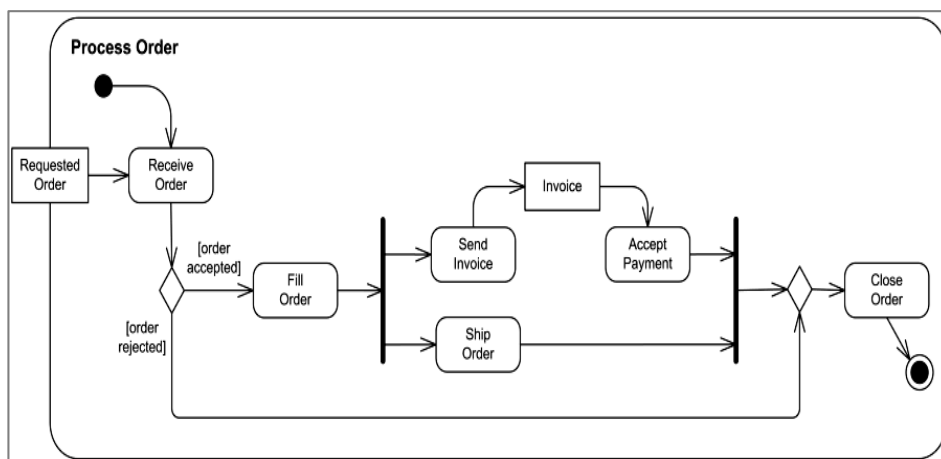 Process Order
Requested
Order
Receive
Order
Invoice
[order
accepted]
Send
Invoice
Accept
Payment
Fill
Order
Close
Order
[order
rejected]
Ship
Order